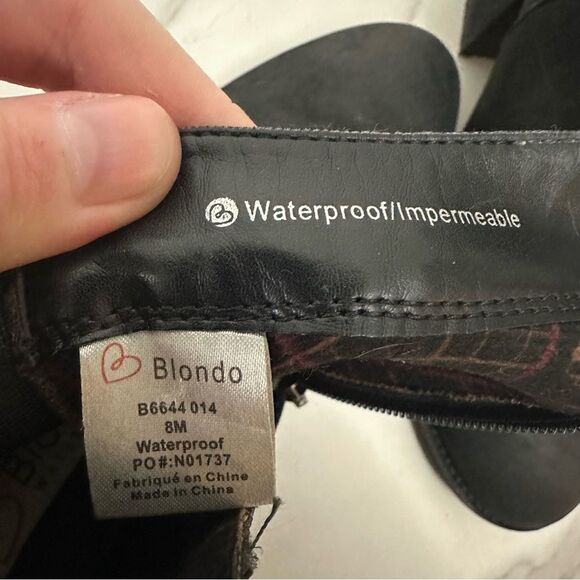 Waterproof/Impermeable
Blondo
B6644 014
8M
Waterproof
PO#:N01737
Fabriqué en Chine
Made in China